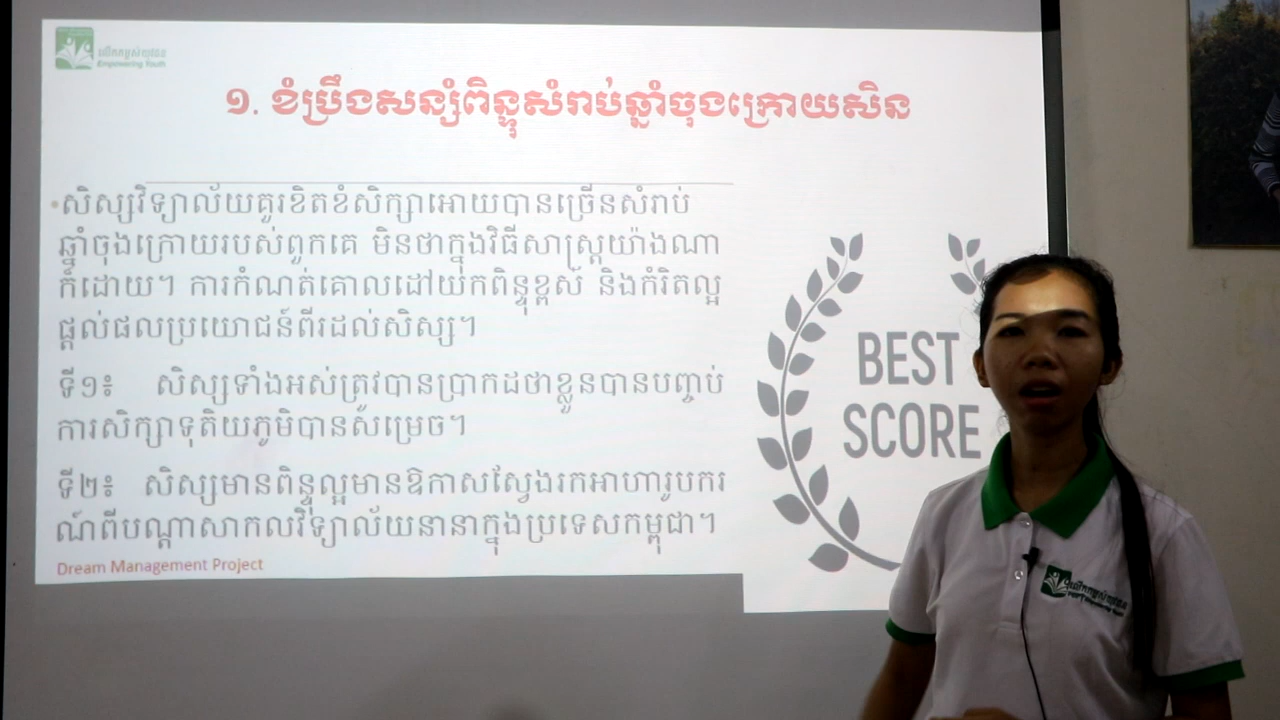 លើកកម្ពស់យុវជន
Empowering Youth
១. ខំប្រឹងសន្សំពិន្ទុសំរាប់ឆ្នាំចុងក្រោយសិន
•សិស្សវិទ្យាល័យគួរខិតខំសិក្សាអោយបានច្រើនសំរាប់
ឆ្នាំចុងក្រោយរបស់ពួកគេ មិនថាក្នុងវិធីសាស្ត្រយ៉ាងណា
ក៏ដោយ។ ការកំណត់គោលដៅយកពិន្ទុខ្ពស់ និងកំរិតល្អ
ផ្តល់ផលប្រយោជន៍ពីរដល់សិស្ស។
ទី១៖ សិស្សទាំងអស់ត្រូវបានប្រាកដថាខ្លួនបានបញ្ចប់
ការសិក្សាទុតិយភូមិបានសំម្រេច។
ទី២៖ សិស្សមានពិន្ទុល្អមានឱកាសស្វែងរកអាហារូបករ
ណ៍ពីបណ្តាសាកលវិទ្យាល័យនានាក្នុងប្រទេសកម្ពុជា។
BEST
SCORE
Dream Management Project